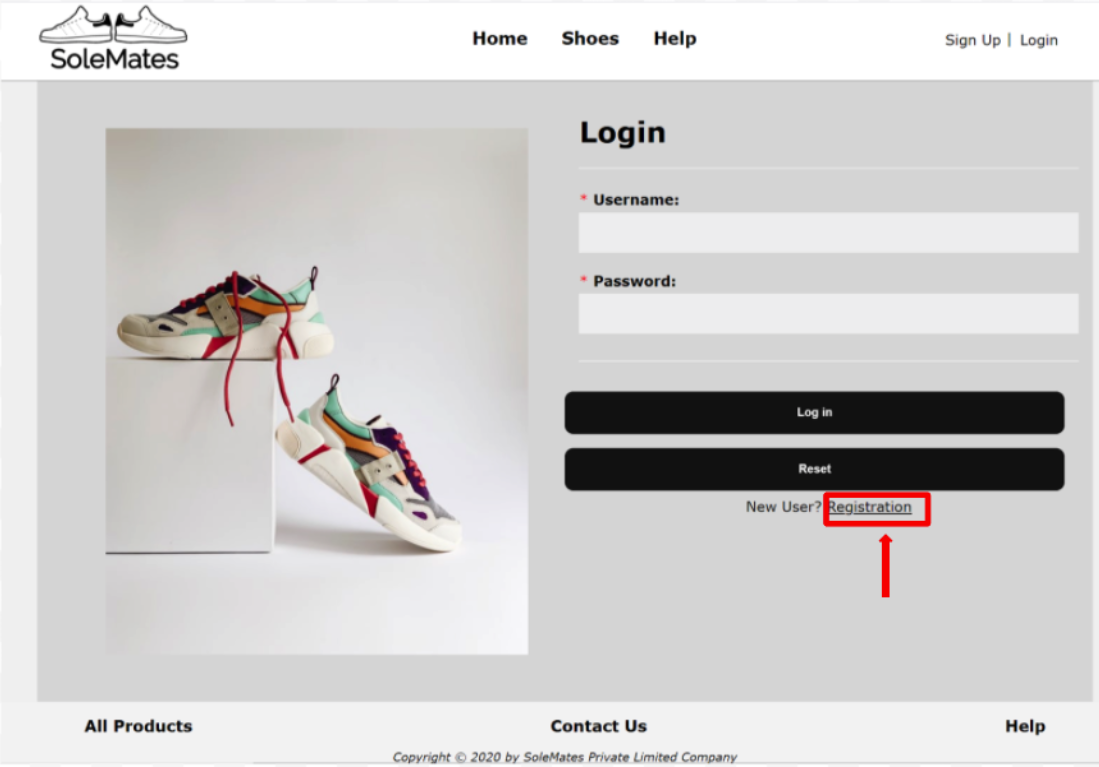 SoleMates
Home Shoes Help
Sign Up | Login
Login
* Username:
* Password:
Log in
Reset
New User? Registration
All Products Contact Us Help
Copyright © 2020 by SoleMates Private Limited Company